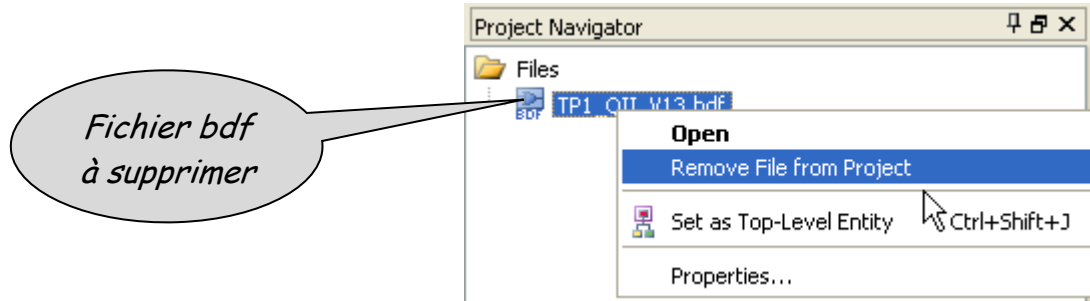 Project Navigator
Files
BDF TP1_QII_V13.bdf
Fichier bdf
à supprimer
Open
Remove File from Project
Set as Top-Level Entity Ctrl+Shift+J
Properties...